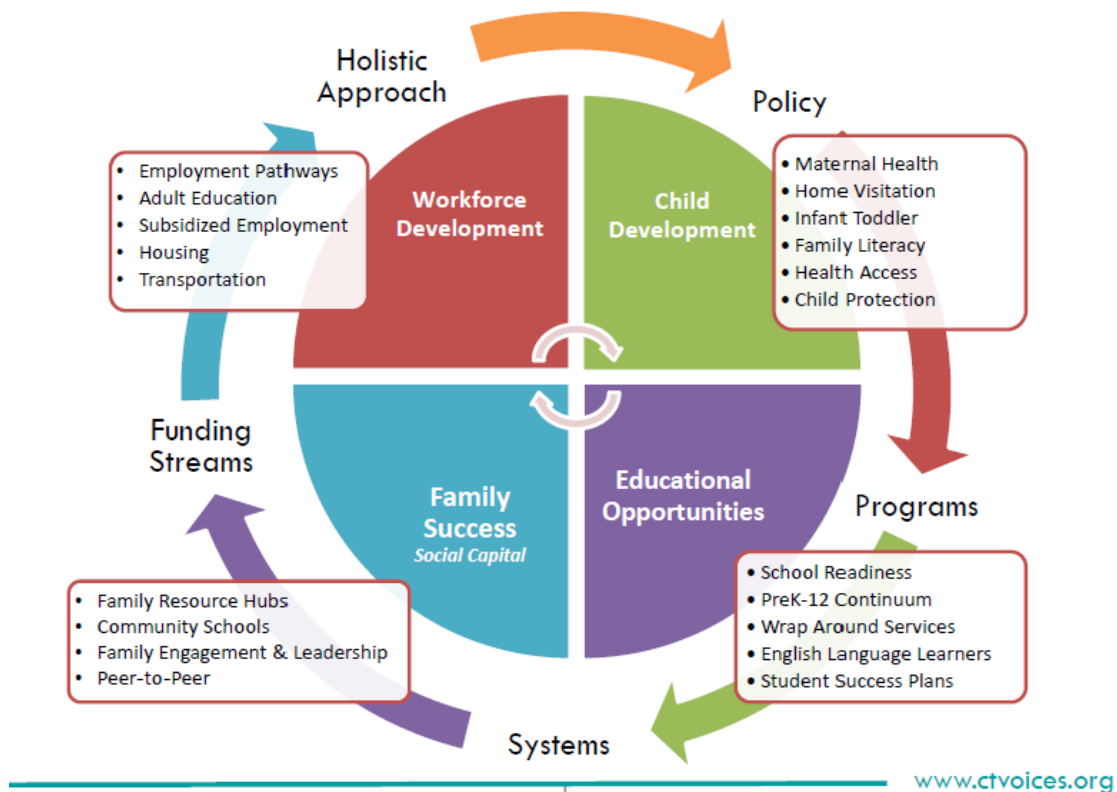 Holistic
Approach
Policy
• Employment Pathways
• Adult Education
• Subsidized Employment
• Housing
• Transportation
Workforce
Development
Child
Development
• Maternal Health
• Home Visitation
• Infant Toddler
• Family Literacy
• Health Access
• Child Protection
Funding
Streams
Family
Success
Social Capital
Educational
Opportunities
Programs
• Family Resource Hubs
• Community Schools
• Family Engagement & Leadership
• Peer-to-Peer
• School Readiness
• PreK-12 Continuum
• Wrap Around Services
• English Language Learners
• Student Success Plans
Systems
www.ctvoices.org